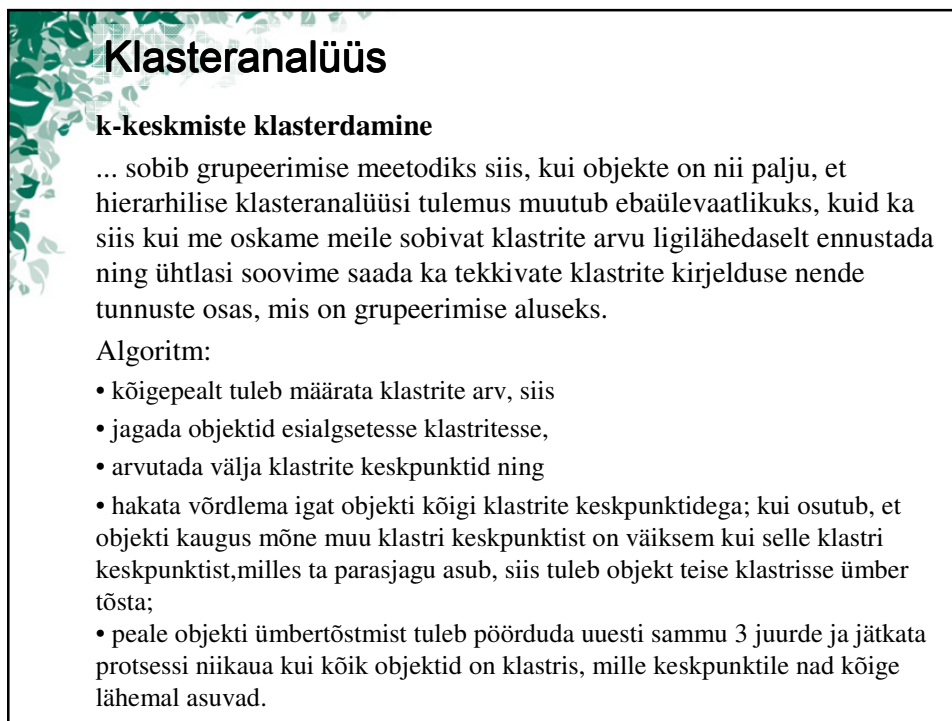 Klasteranalüüs
k-keskmiste klasterdamine
... sobib grupeerimise meetodiks siis, kui objekte on nii palju, et
hierarhilise klasteranalüüsi tulemus muutub ebaülevaatlikuks, kuid ka
siis kui me oskame meile sobivat klastrite arvu ligilähedaselt ennustada
ning ühtlasi soovime saada ka tekkivate klastrite kirjelduse nende
tunnuste osas, mis on grupeerimise aluseks.
Algoritm:
• kõigepealt tuleb määrata klastrite arv, siis
• jagada objektid esialgsetesse klastritesse,
• arvutada välja klastrite keskpunktid ning
• hakata võrdlema igat objekti kõigi klastrite keskpunktidega; kui osutub, et
objekti kaugus mõne muu klastri keskpunktist on väiksem kui selle klastri
keskpunktist,milles ta parasjagu asub, siis tuleb objekt teise klastrisse ümber
tõsta;
• peale objekti ümbertõstmist tuleb pöörduda uuesti sammu 3 juurde ja jätkata
protsessi niikaua kui kõik objektid on klastris, mille keskpunktile nad kõige
lähemal asuvad.